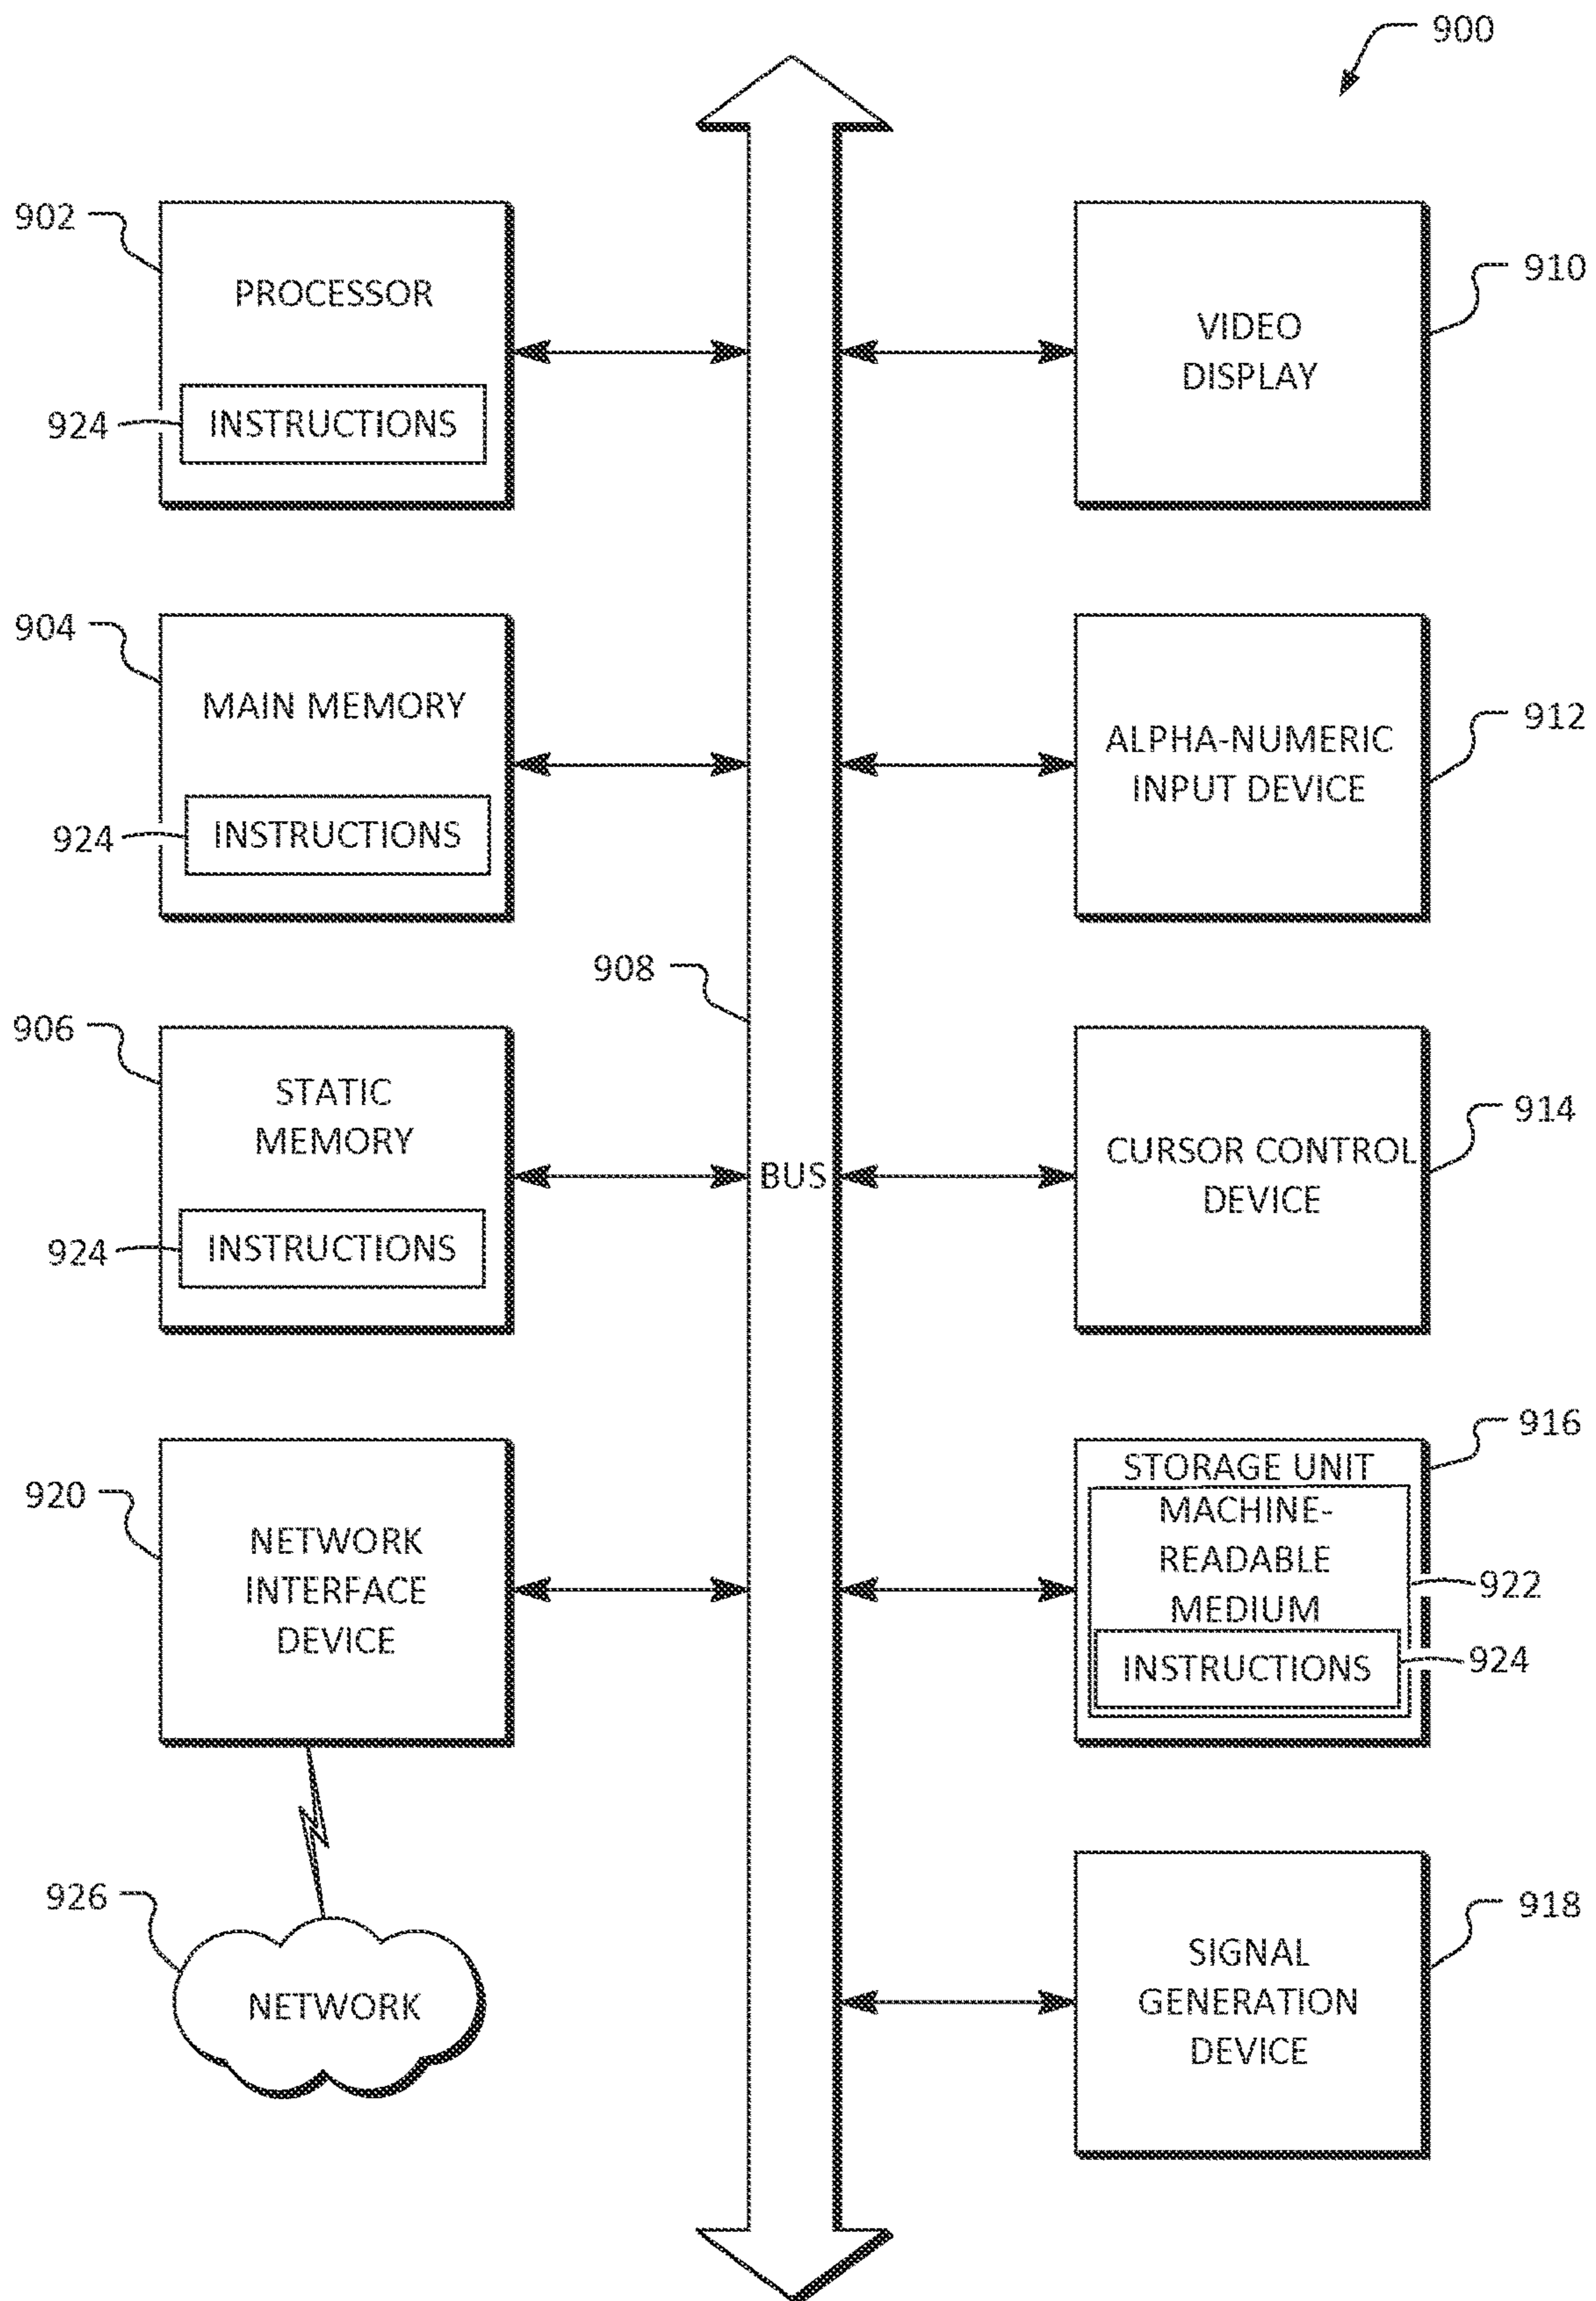 900
902
PROCESSOR
924
INSTRUCTIONS
904
MAIN MEMORY
924
INSTRUCTIONS
906
STATIC
MEMORY
924
INSTRUCTIONS
920
NETWORK
INTERFACE
DEVICE
926
NETWORK
908
BUS
910
VIDEO
DISPLAY
912
ALPHA-NUMERIC
INPUT DEVICE
914
CURSOR CONTROL
DEVICE
916
STORAGE UNIT
MACHINE-
READABLE
MEDIUM
922
INSTRUCTIONS
924
918
SIGNAL
GENERATION
DEVICE